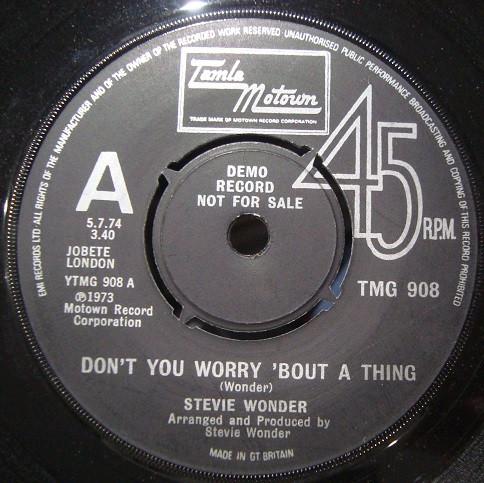 EMI RECORDS LTD·ALL RIGHTS OF THE MANUFACTURER AND OF THE OWNER OF THE RECORDED WORK RESERVED·UNAUTHORISED PUBLIC PERFORMANCE BROADCASTING AND COPYING OF THIS RECORD PROHIBITED
Tamla
Motown
TRADE MARK OF MOTOWN RECORD CORPORATION
45
R.P.M.
A
DEMO
RECORD
NOT FOR SALE
5.7.74
3.40
JOBETE
LONDON
YTMG 908 A
℗1973
Motown Record
Corporation
TMG 908
DON'T YOU WORRY 'BOUT A THING
(Wonder)
STEVIE WONDER
Arranged and Produced by
Stevie Wonder
MADE IN GT BRITAIN